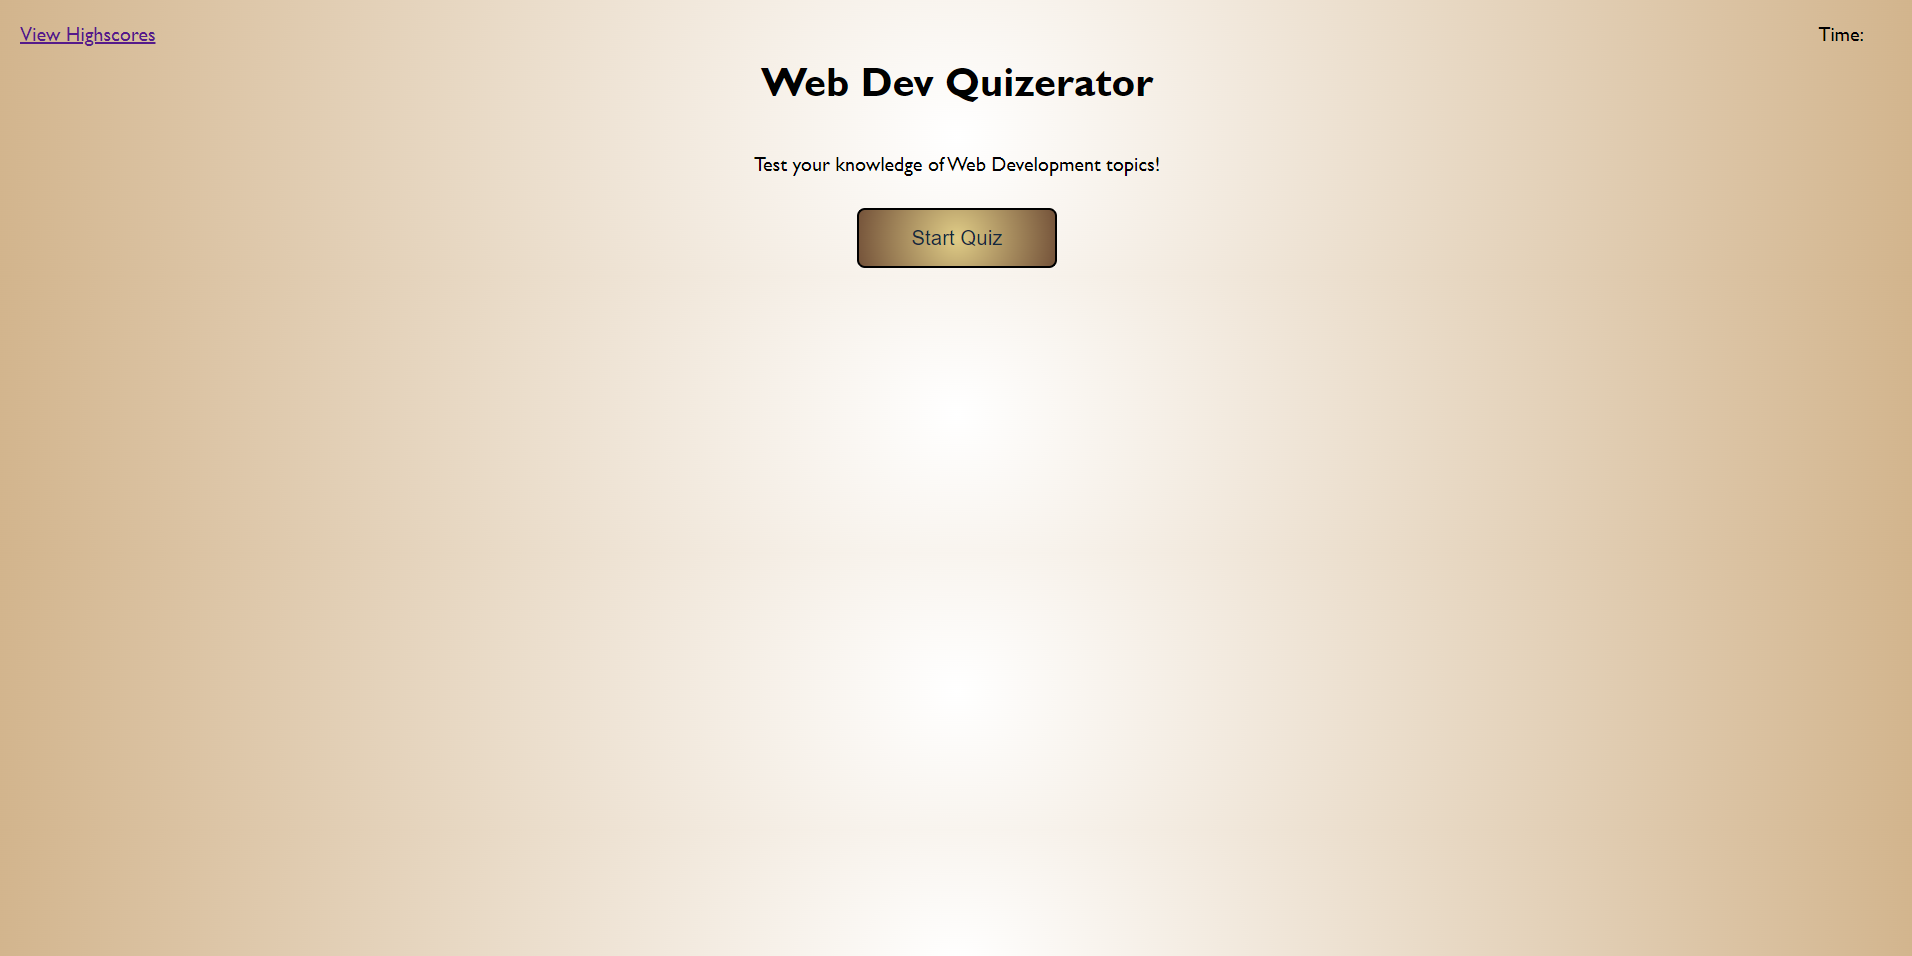 View Highscores
Time:
Web Dev Quizerator
Test your knowledge of Web Development topics!
Start Quiz